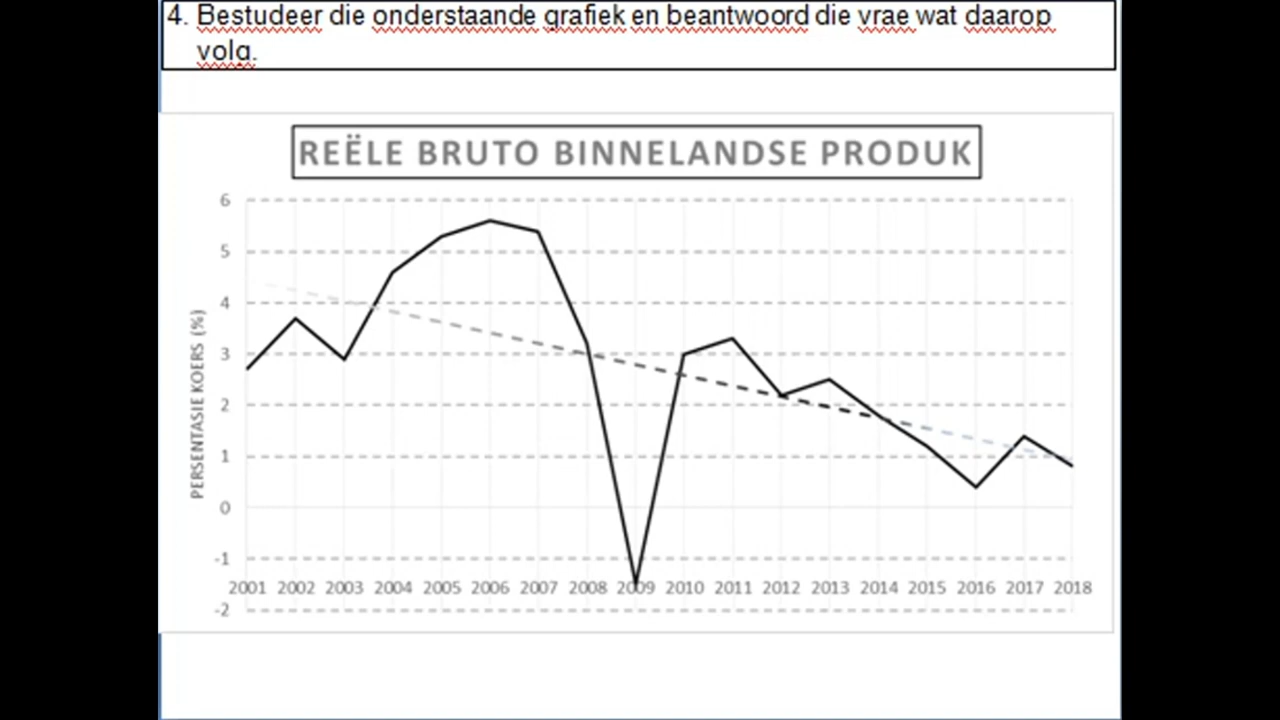 4. Bestudeer die onderstaande grafiek en beantwoord die vrae wat daarop
volg.
REËLE BRUTO BINNELANDSE PRODUK
PERSENTASIE KOERS (%)
6
5
4
3
2
1
0
-1
-2
2001 2002 2003 2004 2005 2006 2007 2008 2009 2010 2011 2012 2013 2014 2015 2016 2017 2018